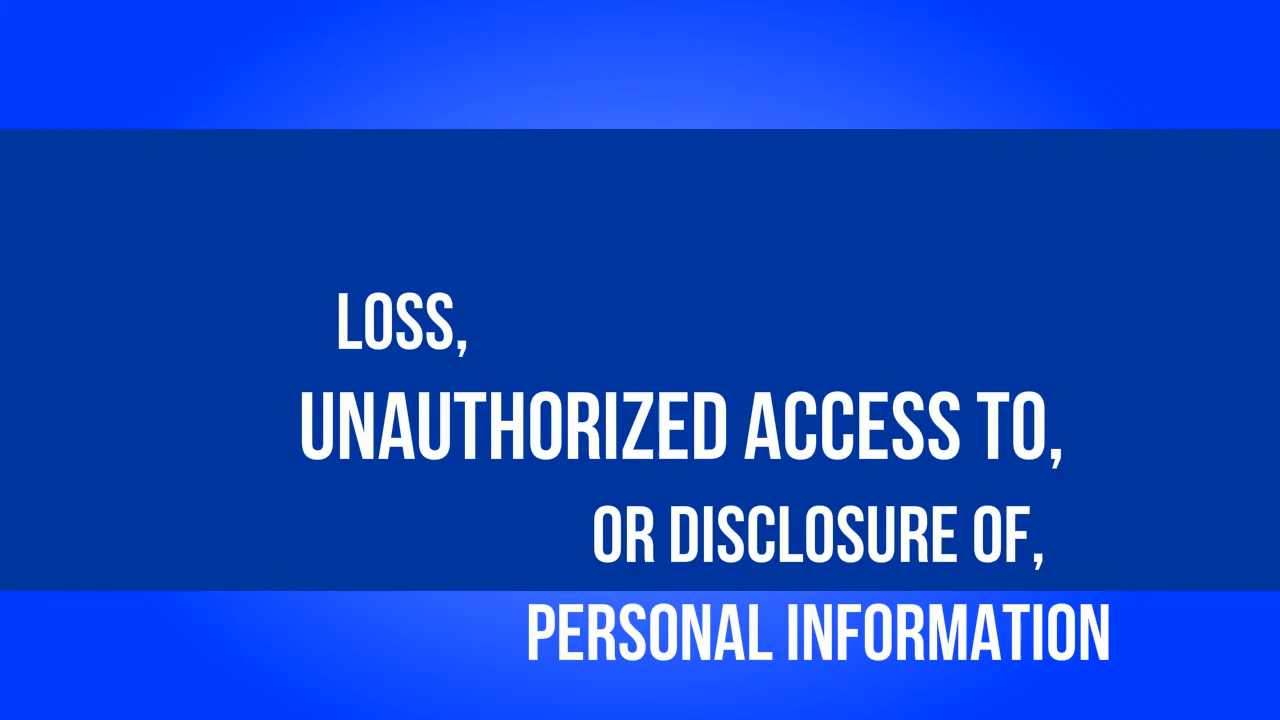 LOSS,
UNAUTHORIZED ACCESS TO,
OR DISCLOSURE OF,
PERSONAL INFORMATION